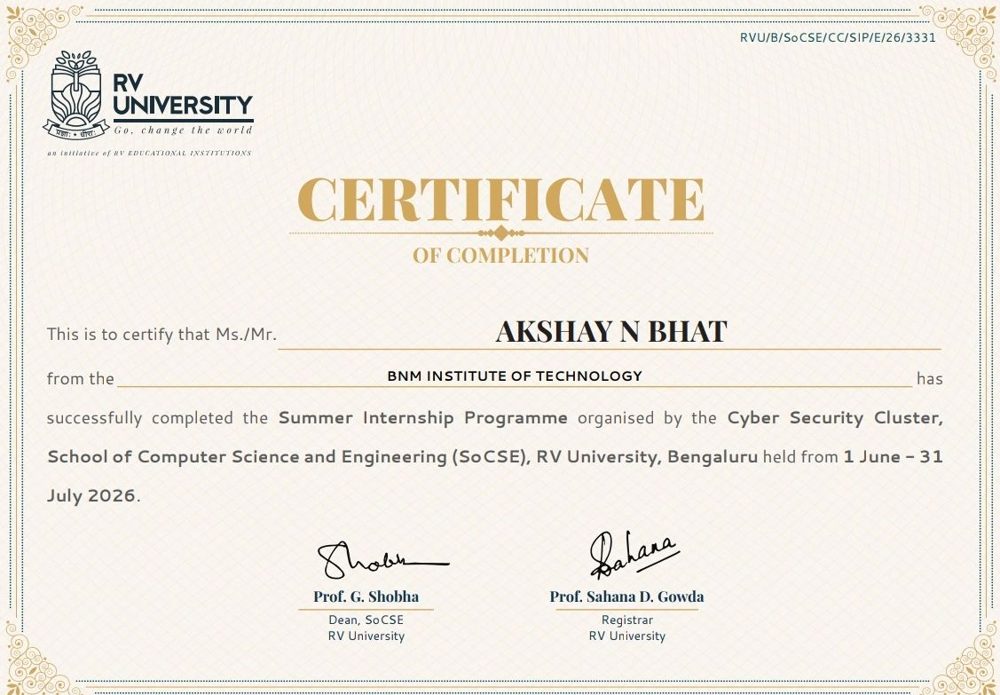 RVU/B/SoCSE/CC/SIP/E/26/3331
RV
UNIVERSITY
Go, change the world
an initiative of RV EDUCATIONAL INSTITUTIONS
CERTIFICATE
OF COMPLETION
This is to certify that Ms./Mr. AKSHAY N BHAT
from the BNM INSTITUTE OF TECHNOLOGY has
successfully completed the Summer Internship Programme organised by the Cyber Security Cluster,
School of Computer Science and Engineering (SoCSE), RV University, Bengaluru held from 1 June – 31
July 2026.
Shobha
Sahana
Prof. G. Shobha
Dean, SoCSE
RV University
Prof. Sahana D. Gowda
Registrar
RV University